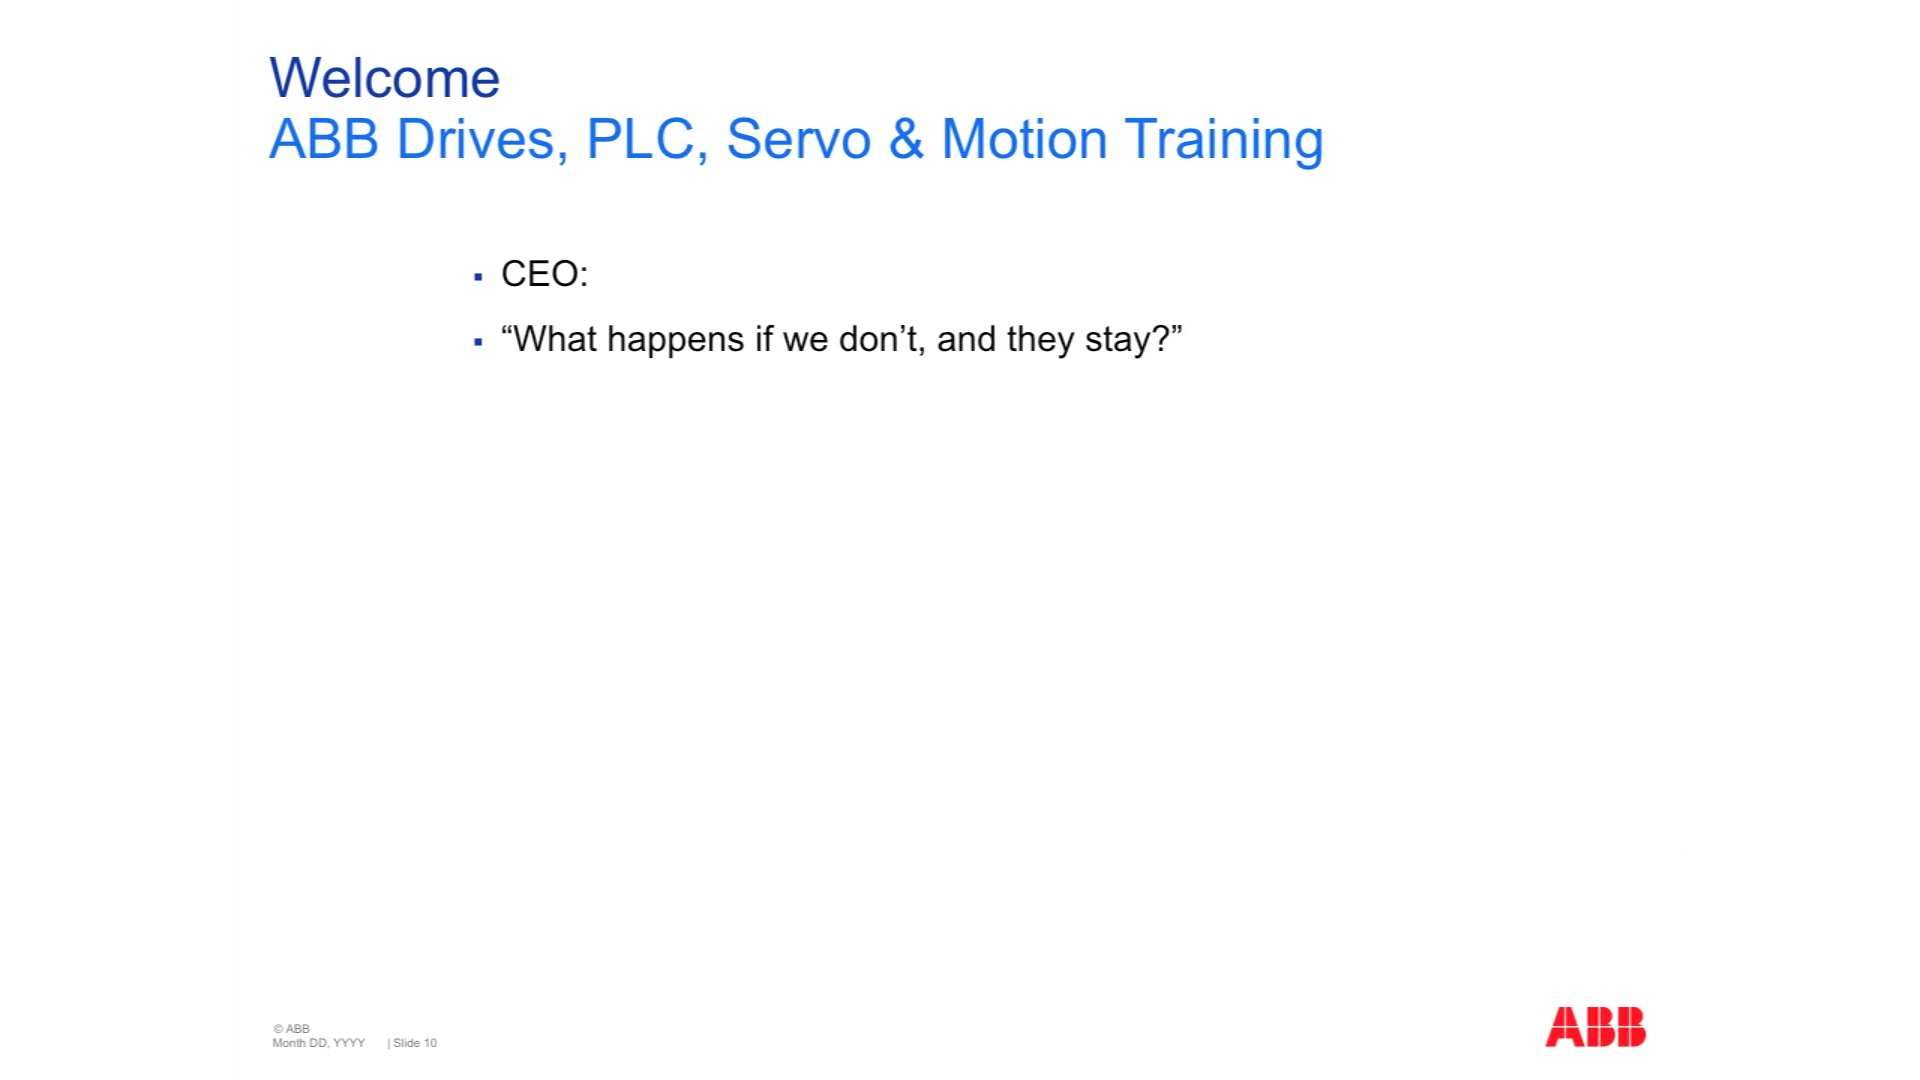 Welcome
ABB Drives, PLC, Servo & Motion Training
▪ CEO:
▪ “What happens if we don’t, and they stay?”
© ABB
Month DD, YYYY | Slide 10
ABB